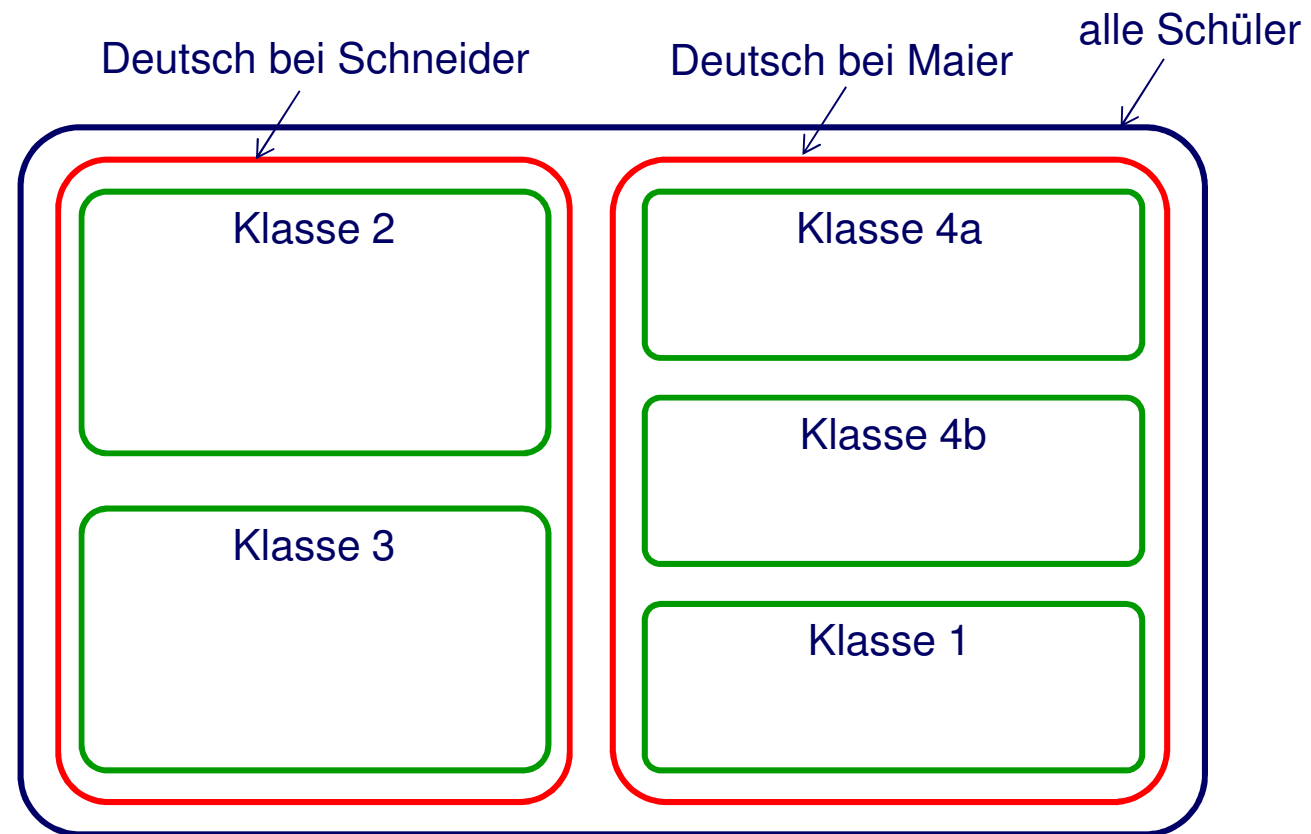 alle Schüler
Deutsch bei Schneider
Deutsch bei Maier
Klasse 2
Klasse 3
Klasse 4a
Klasse 4b
Klasse 1